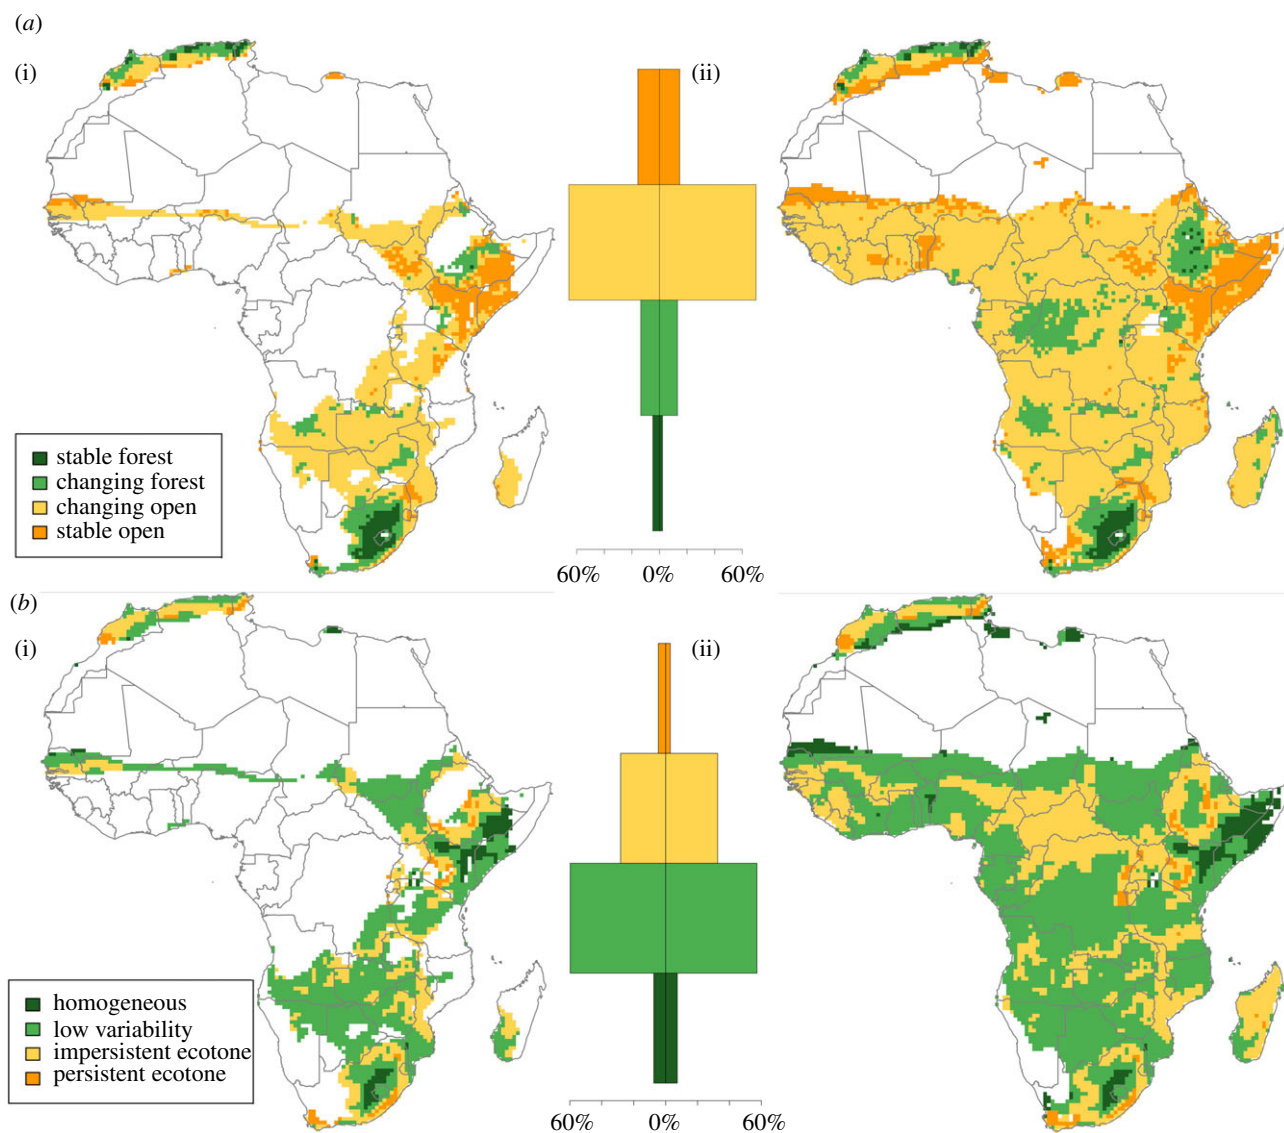 (a)
(i)
(ii)
stable forest
changing forest
changing open
stable open
60% 0% 60%
(b)
(i)
(ii)
homogeneous
low variability
impersistent ecotone
persistent ecotone
60% 0% 60%